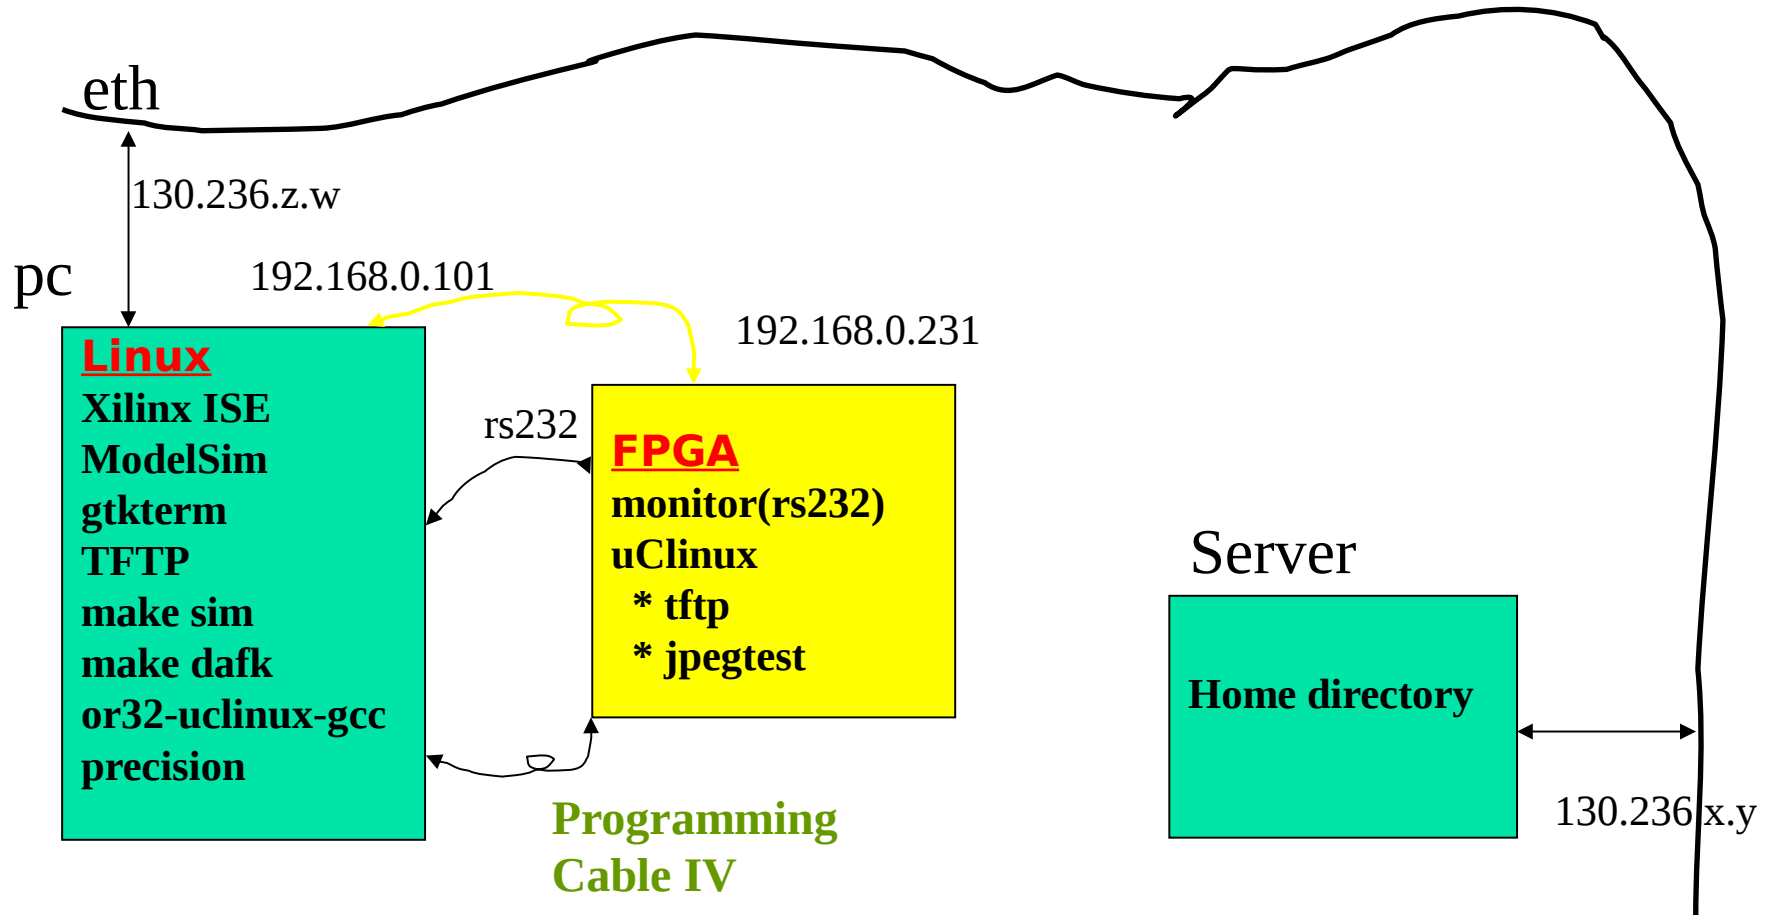 eth
130.236.z.w
pc
192.168.0.101
192.168.0.231
Linux
Xilinx ISE
ModelSim
gtkterm
TFTP
make sim
make dafk
or32-uclinux-gcc
precision
rs232
FPGA
monitor(rs232)
uClinux
* tftp
* jpegtest
Programming
Cable IV
Server
Home directory
130.236.x.y